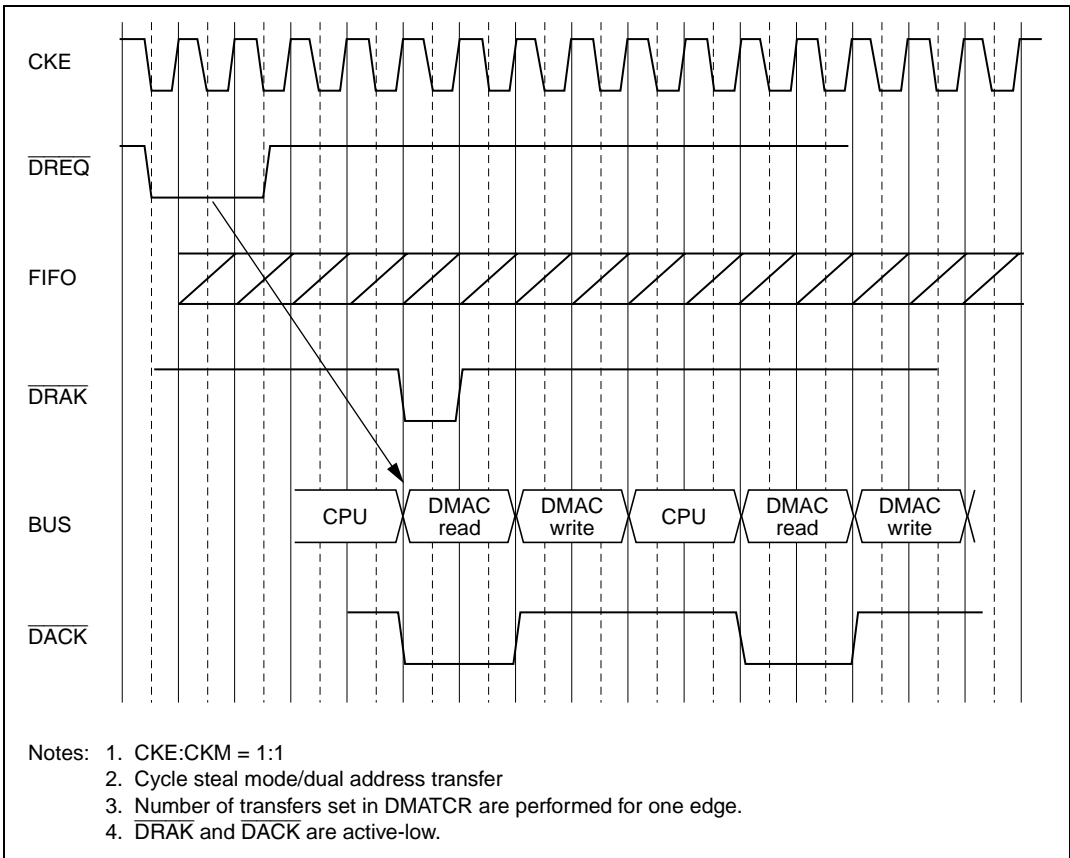 CKE
DREQ
FIFO
DRAK
BUS
CPU
DMAC
read
DMAC
write
CPU
DMAC
read
DMAC
write
DACK
Notes: 1. CKE:CKM = 1:1
2. Cycle steal mode/dual address transfer
3. Number of transfers set in DMATCR are performed for one edge.
4. DRAK and DACK are active-low.